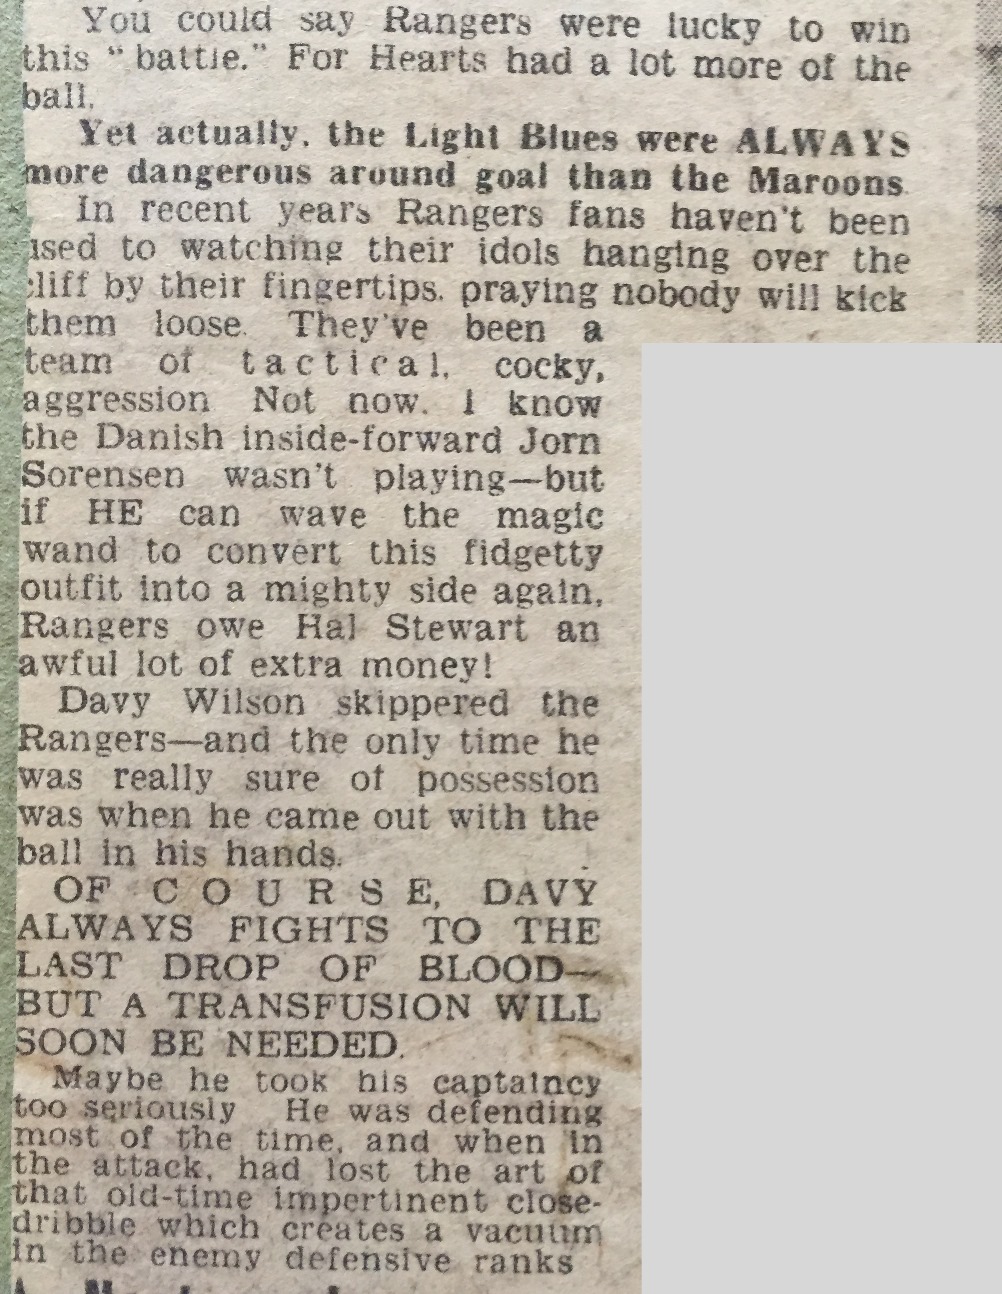 You could say Rangers were lucky to win
this "battle." For Hearts had a lot more of the
ball.
Yet actually, the Light Blues were ALWAYS
more dangerous around goal than the Maroons
In recent years Rangers fans haven't been
used to watching their idols hanging over the
cliff by their fingertips. praying nobody will kick
them loose. They've been a
team of tactical, cocky,
aggression Not now. I know
the Danish inside-forward Jorn
Sorensen wasn't playing—but
if HE can wave the magic
wand to convert this fidgetty
outfit into a mighty side again,
Rangers owe Hal Stewart an
awful lot of extra money!
Davy Wilson skippered the
Rangers—and the only time he
was really sure of possession
was when he came out with the
ball in his hands.
OF COURSE, DAVY
ALWAYS FIGHTS TO THE
LAST DROP OF BLOOD—
BUT A TRANSFUSION WILL
SOON BE NEEDED.
Maybe he took his captaincy
too seriously He was defending
most of the time, and when in
the attack, had lost the art of
that old-time impertinent close-
dribble which creates a vacuum
in the enemy defensive ranks